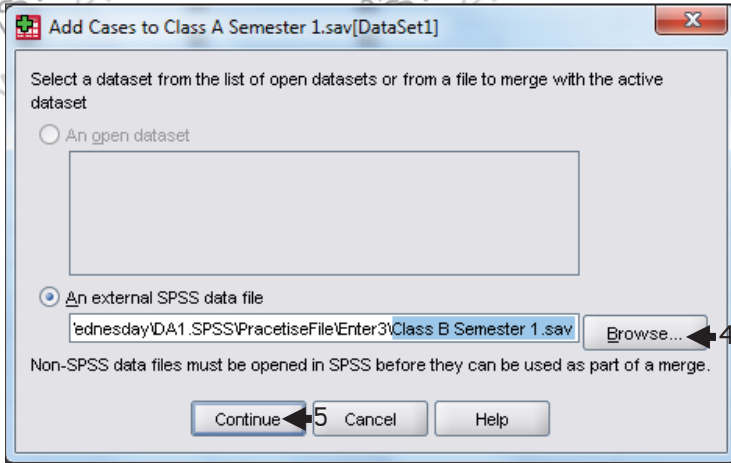 Add Cases to Class A Semester 1.sav[DataSet1]
Select a dataset from the list of open datasets or from a file to merge with the active
dataset
An open dataset
An external SPSS data file
'ednesday\DA1.SPSS\PracetiseFile\Enter3\Class B Semester 1.sav
Browse... 4
Non-SPSS data files must be opened in SPSS before they can be used as part of a merge.
Continue 5 Cancel Help